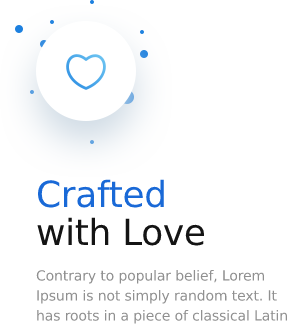 Crafted
with Love
Contrary to popular belief, Lorem
Ipsum is not simply random text. It
has roots in a piece of classical Latin